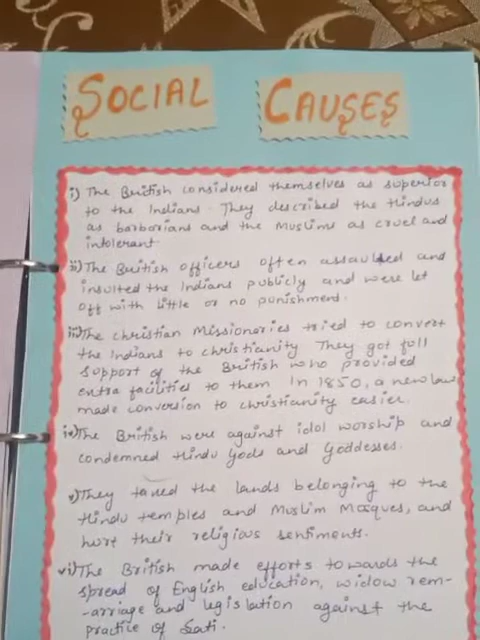 SOCIAL CAUSES
i) The British considered themselves as superior
to the Indians. They described the Hindus
as barbarians and the Muslims as cruel and
intolerant
ii) The British officers often assaulted and
insulted the Indians publicly and were let
off with little or no punishment.
iii) The christian Missionaries tried to convert
the Indians to christianity They got full
support of the British who provided
extra facilities to them In 1850, a new law
made conversion to christianity easier.
iv) The British were against idol worship and
condemned Hindu Gods and Goddesses.
v) They taxed the lands belonging to the
Hindu temples and Muslim Mosques, and
hurt their religious sentiments.
vi) The British made efforts towards the
spread of English education, widow rem-
-arriage and legislation against the
practice of Sati.